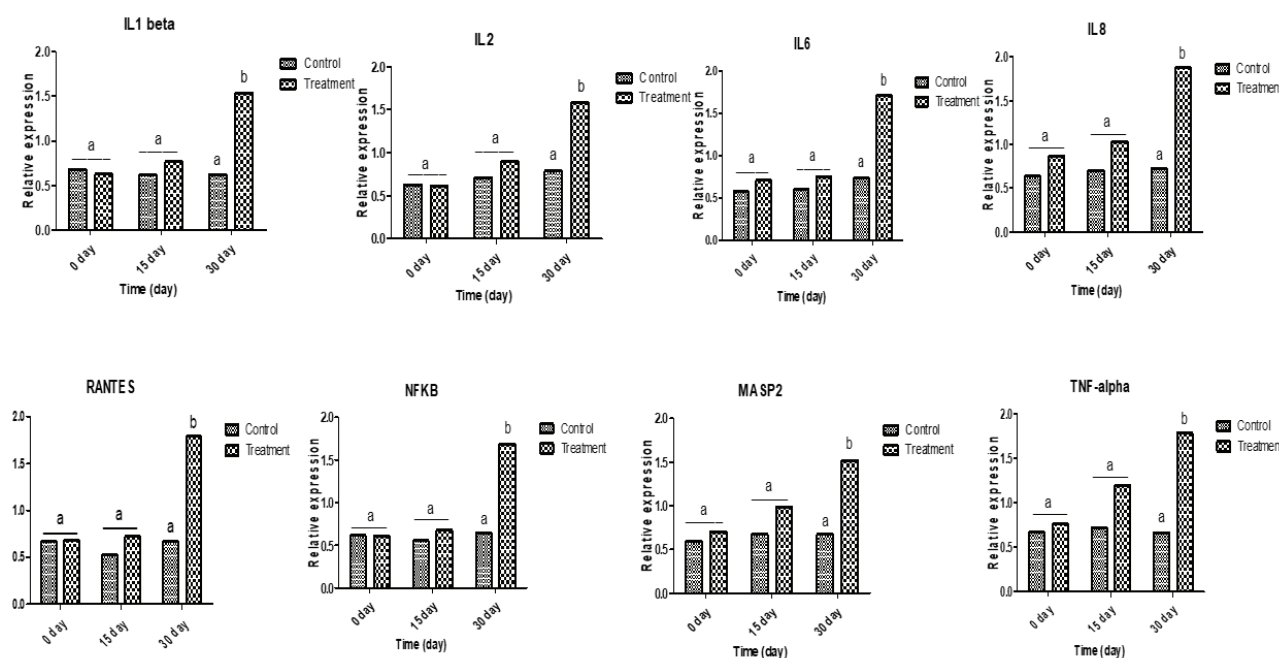 IL1 beta
Relative expression
2.0
1.5
1.0
0.5
0.0
a
a
a
b
Control
Treatment
0 day
15 day
30 day
Time (day)
IL2
Relative expression
2.0
1.5
1.0
0.5
0.0
a
a
a
b
Control
Treatment
0 day
15 day
30 day
Time (day)
IL6
Relative expression
2.0
1.5
1.0
0.5
0.0
a
a
a
b
Control
Treatment
0 day
15 day
30 day
Time (day)
IL8
Relative expression
2.0
1.5
1.0
0.5
0.0
a
a
a
b
Control
Treatment
0 day
15 day
30 day
Time (day)
RANTES
Relative expression
2.0
1.5
1.0
0.5
0.0
a
a
a
b
Control
Treatment
0 day
15 day
30 day
Time (day)
NFKB
Relative expression
2.0
1.5
1.0
0.5
0.0
a
a
a
b
Control
Treatment
0 day
15 day
30 day
Time (day)
MASP2
Relative expression
2.0
1.5
1.0
0.5
0.0
a
a
a
b
Control
Treatment
0 day
15 day
30 day
Time (day)
TNF-alpha
Relative expression
2.0
1.5
1.0
0.5
0.0
a
a
a
b
Control
Treatment
0 day
15 day
30 day
Time (day)